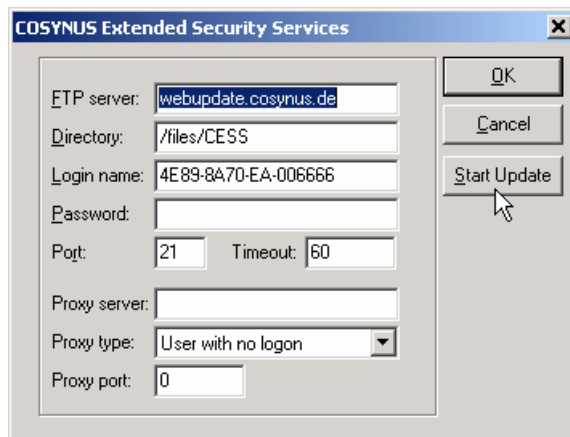 COSYNUS Extended Security Services
FTP server: webupdate.cosynus.de
Directory: /files/CESS
Login name: 4E89-8A70-EA-006666
Password:
Port: 21 Timeout: 60
Proxy server:
Proxy type: User with no logon
Proxy port: 0
OK
Cancel
Start Update